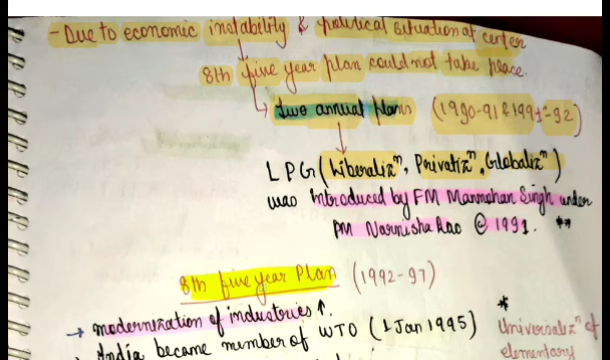 - Due to economic instability & political situation at center
8th five year plan could not take place.
↳ two annual plans (1990-91 & 1991-92)
LPG (Liberalizⁿ, Privatizⁿ, Globalizⁿ)
was introduced by FM Manmohan Singh under
PM Narsisha Rao @ 1991. **
8th five year Plan (1992-97)
→ modernization of industries ↑.
→ India became member of WTO (1 Jan 1995)
*
Universalizⁿ of
elementary